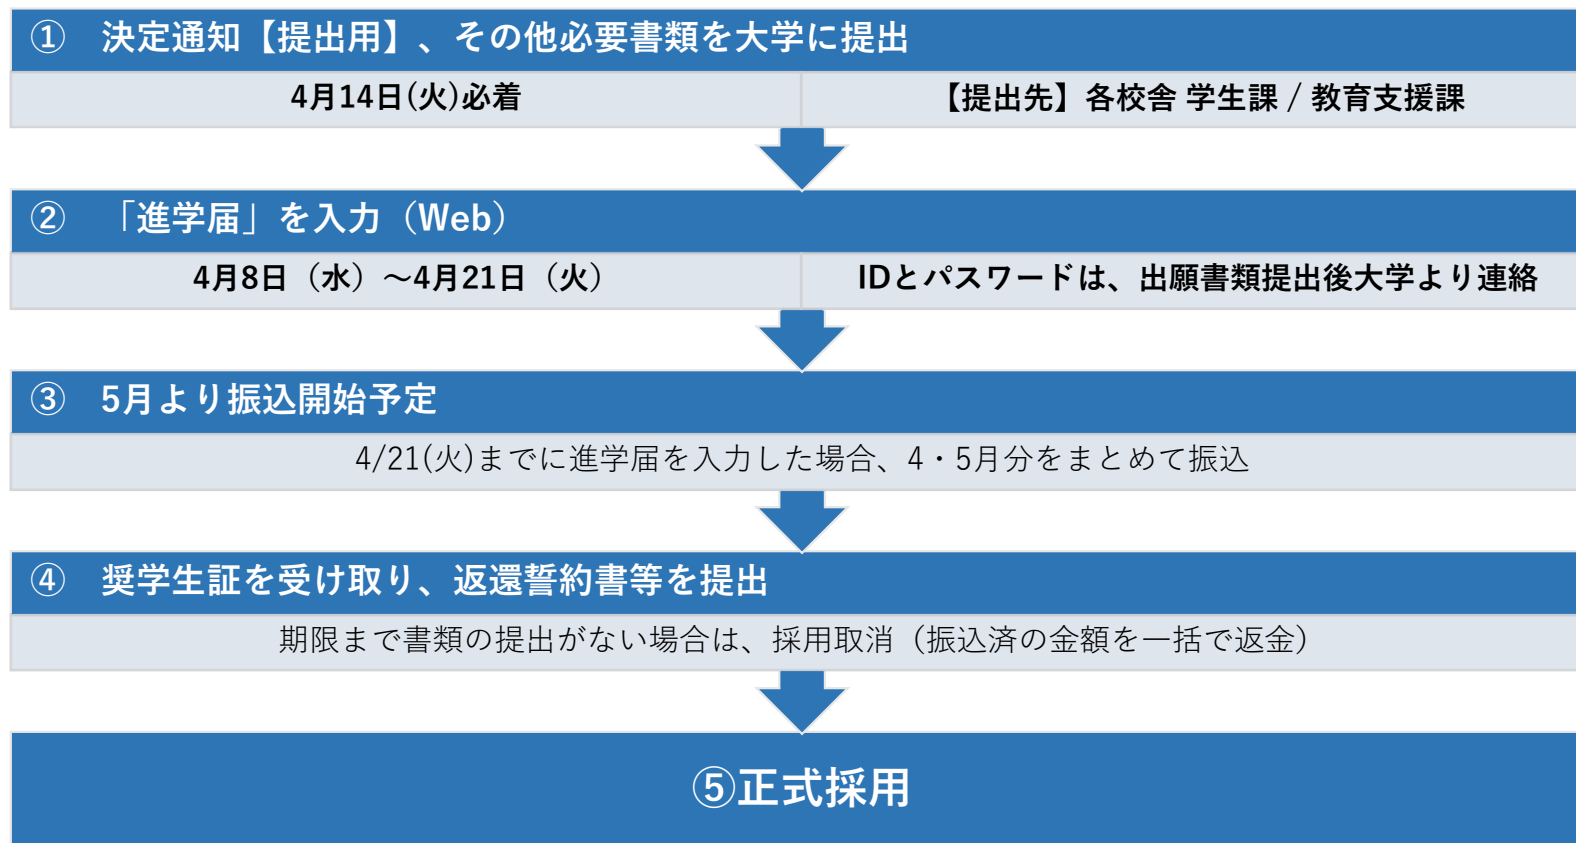 ① 決定通知【提出用】、その他必要書類を大学に提出
4月14日(火)必着
【提出先】各校舎 学生課 / 教育支援課
② 「進学届」を入力（Web）
4月8日（水）～4月21日（火）
IDとパスワードは、出願書類提出後大学より連絡
③ 5月より振込開始予定
4/21(火)までに進学届を入力した場合、4・5月分をまとめて振込
④ 奨学生証を受け取り、返還誓約書等を提出
期限まで書類の提出がない場合は、採用取消（振込済の金額を一括で返金）
⑤正式採用